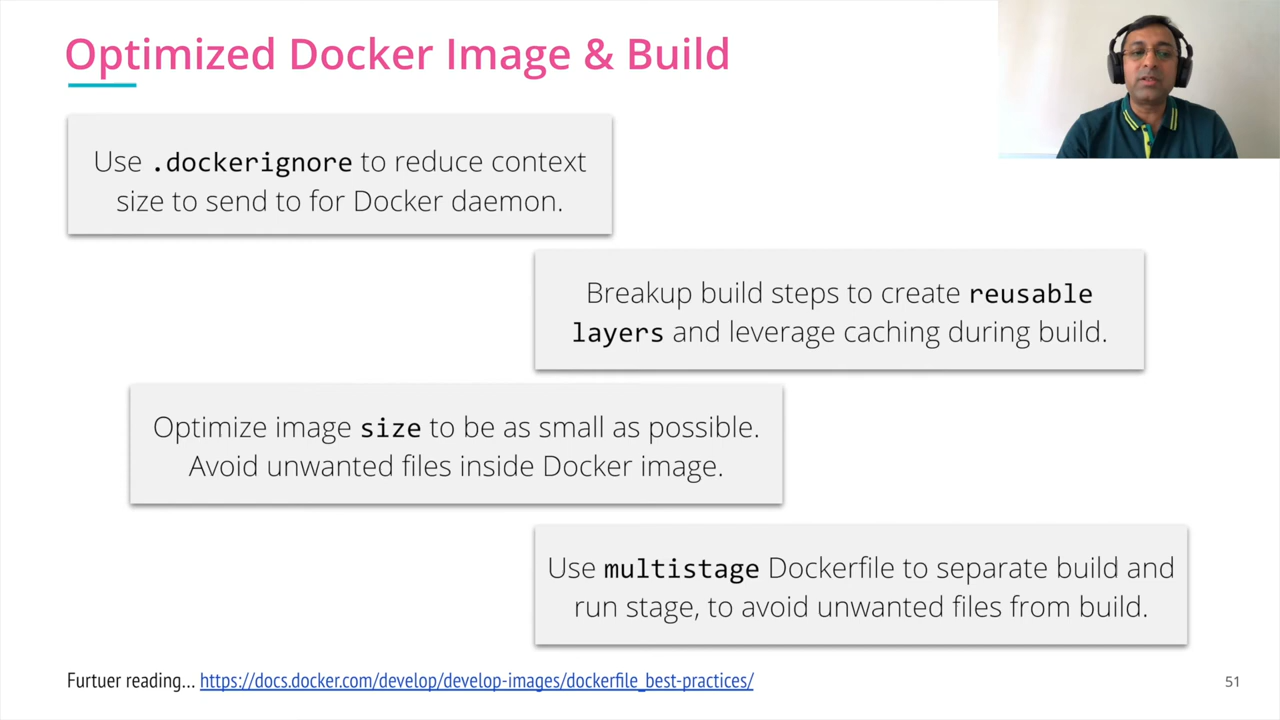 Optimized Docker Image & Build
Use .dockerignore to reduce context
size to send to for Docker daemon.
Breakup build steps to create reusable
layers and leverage caching during build.
Optimize image size to be as small as possible.
Avoid unwanted files inside Docker image.
Use multistage Dockerfile to separate build and
run stage, to avoid unwanted files from build.
Furtuer reading... https://docs.docker.com/develop/develop-images/dockerfile_best-practices/
51